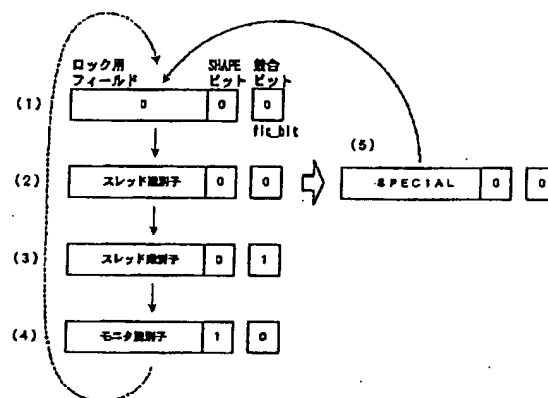 ロック用 SHAPE 競合
フィールド ビット ビット
(1) 0 0 0
flc_bit
(5)
(2) スレッド識別子 0 0 SPECIAL 0 0
(3) スレッド識別子 0 1
(4) モニタ識別子 1 0